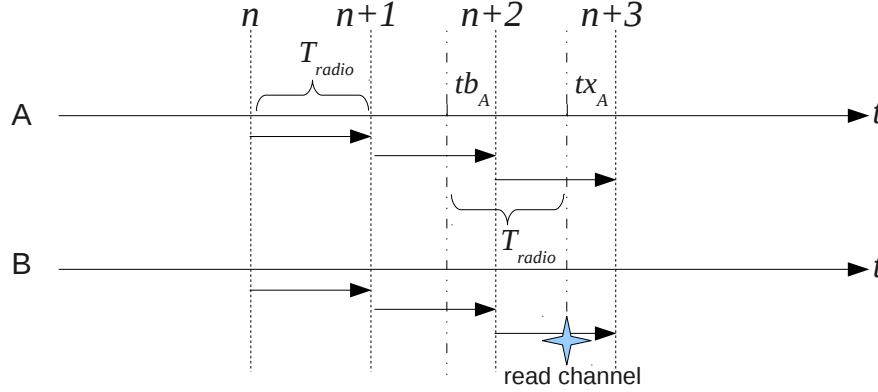 n n+1 n+2 n+3
T_radio
tb_A tx_A
A t
T_radio
B t
read channel